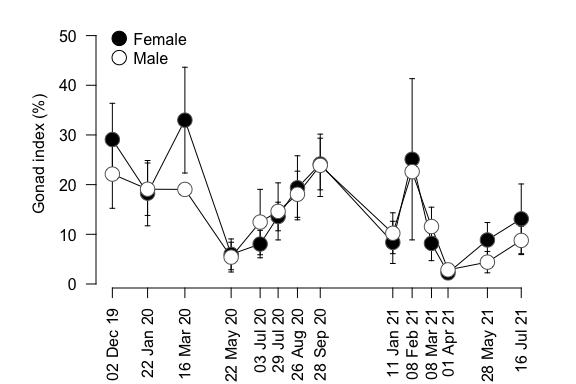 50
40
30
20
10
0
Gonad index (%)
Female
Male
02 Dec 19
22 Jan 20
16 Mar 20
22 May 20
03 Jul 20
29 Jul 20
26 Aug 20
28 Sep 20
11 Jan 21
08 Feb 21
08 Mar 21
01 Apr 21
28 May 21
16 Jul 21